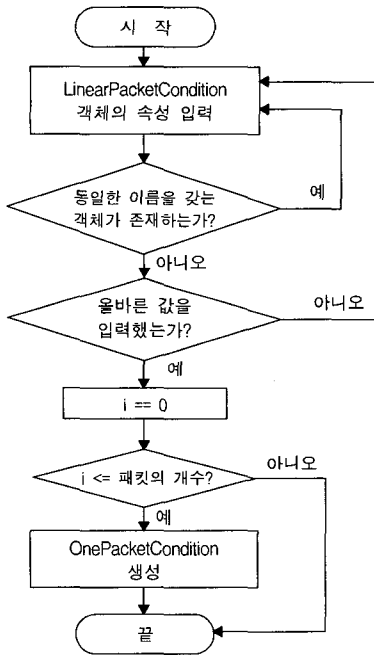 시 작
LinearPacketCondition
객체의 속성 입력
동일한 이름을 갖는
객체가 존재하는가?
예
아니오
올바른 값을
입력했는가?
아니오
예
i == 0
i <= 패킷의 개수?
아니오
예
OnePacketCondition
생성
끝